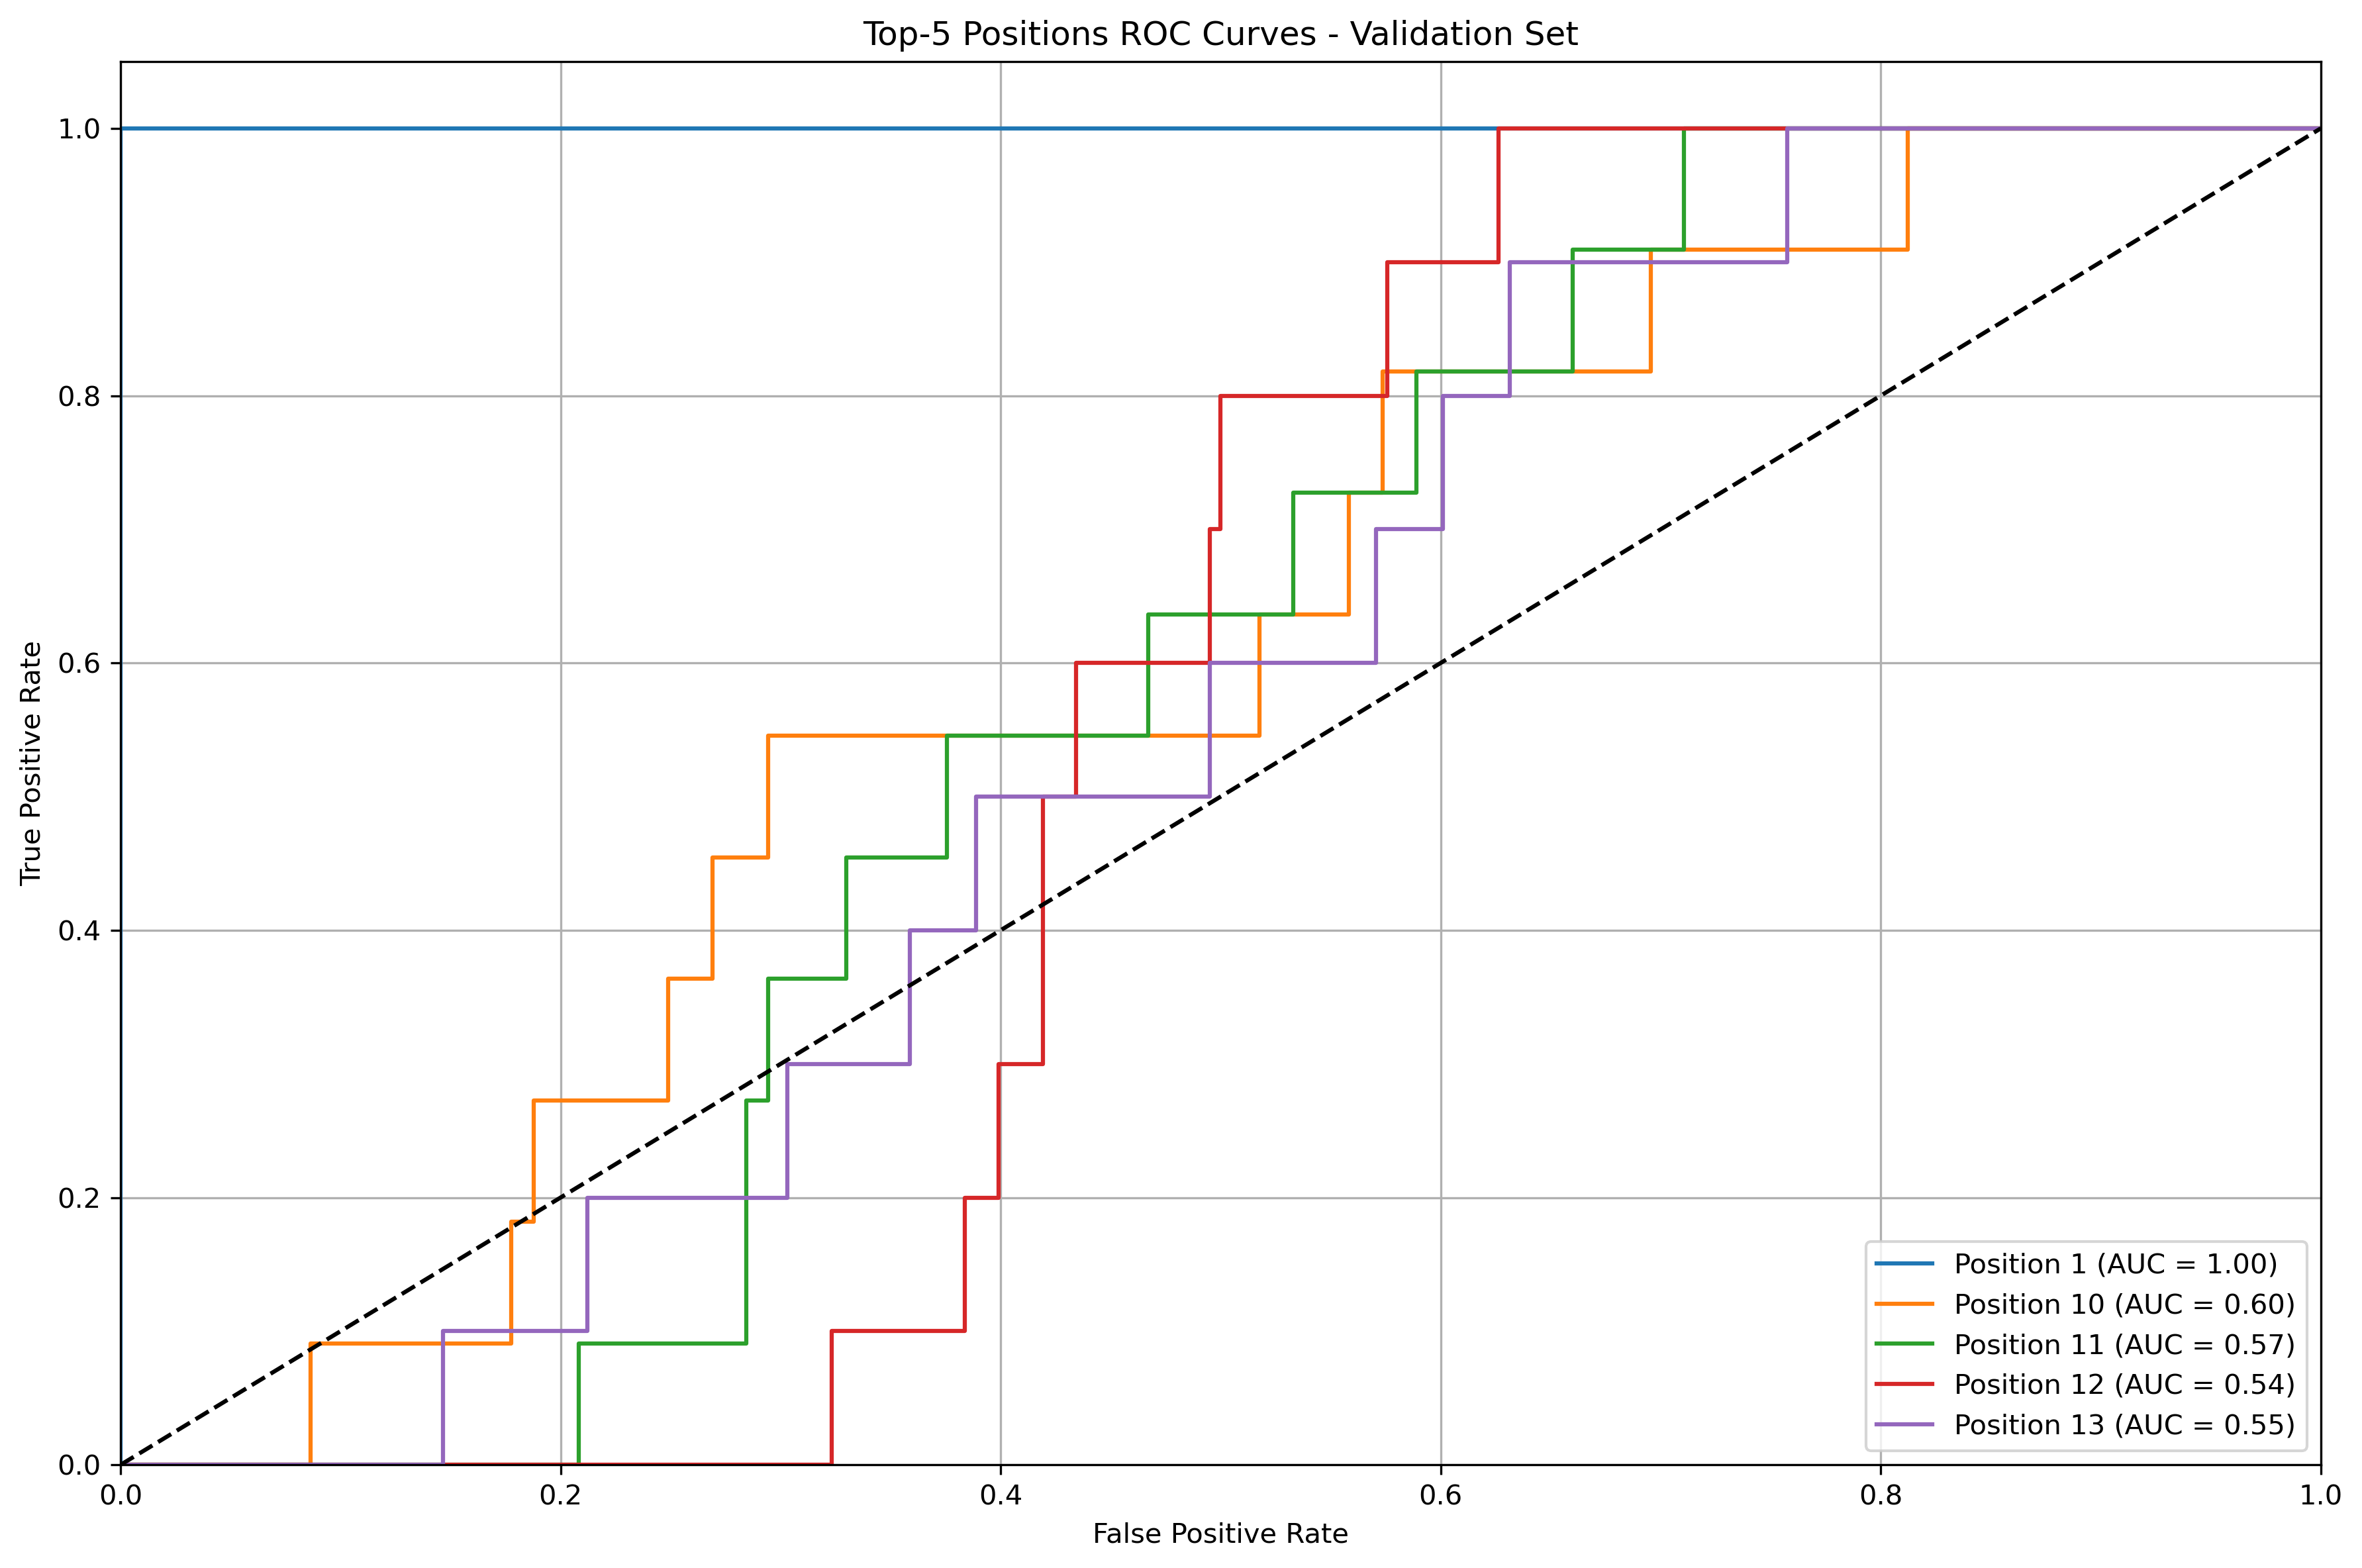 Top-5 Positions ROC Curves - Validation Set
1.0
0.8
0.6
0.4
0.2
0.0
True Positive Rate
0.0 0.2 0.4 0.6 0.8 1.0
False Positive Rate
Position 1 (AUC = 1.00)
Position 10 (AUC = 0.60)
Position 11 (AUC = 0.57)
Position 12 (AUC = 0.54)
Position 13 (AUC = 0.55)